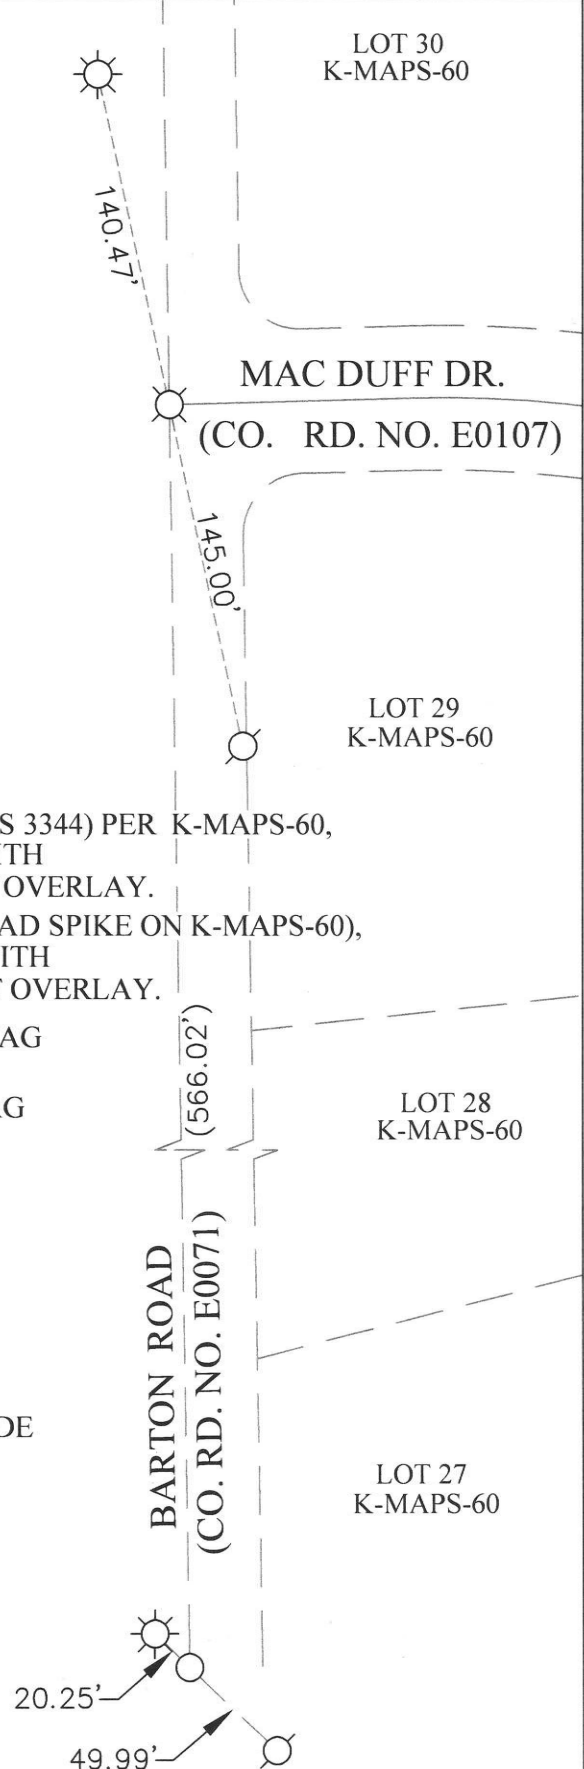 LOT 30
K-MAPS-60
140.47'
MAC DUFF DR.
(CO. RD. NO. E0107)
145.00'
LOT 29
K-MAPS-60
S 3344) PER K-MAPS-60,
ITH
OVERLAY.
AD SPIKE ON K-MAPS-60),
ITH
OVERLAY.
AG
(566.02')
LOT 28
K-MAPS-60
G
BARTON ROAD
(CO. RD. NO. E0071)
DE
LOT 27
K-MAPS-60
20.25'
49.99'